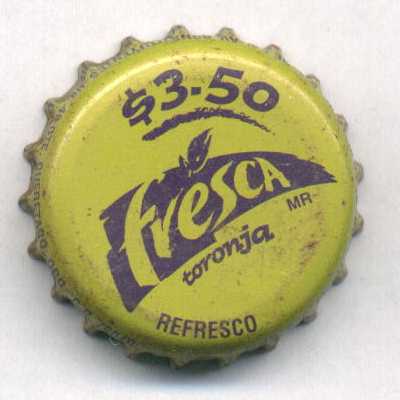 $3.50
fresca
MR
toronja
REFRESCO